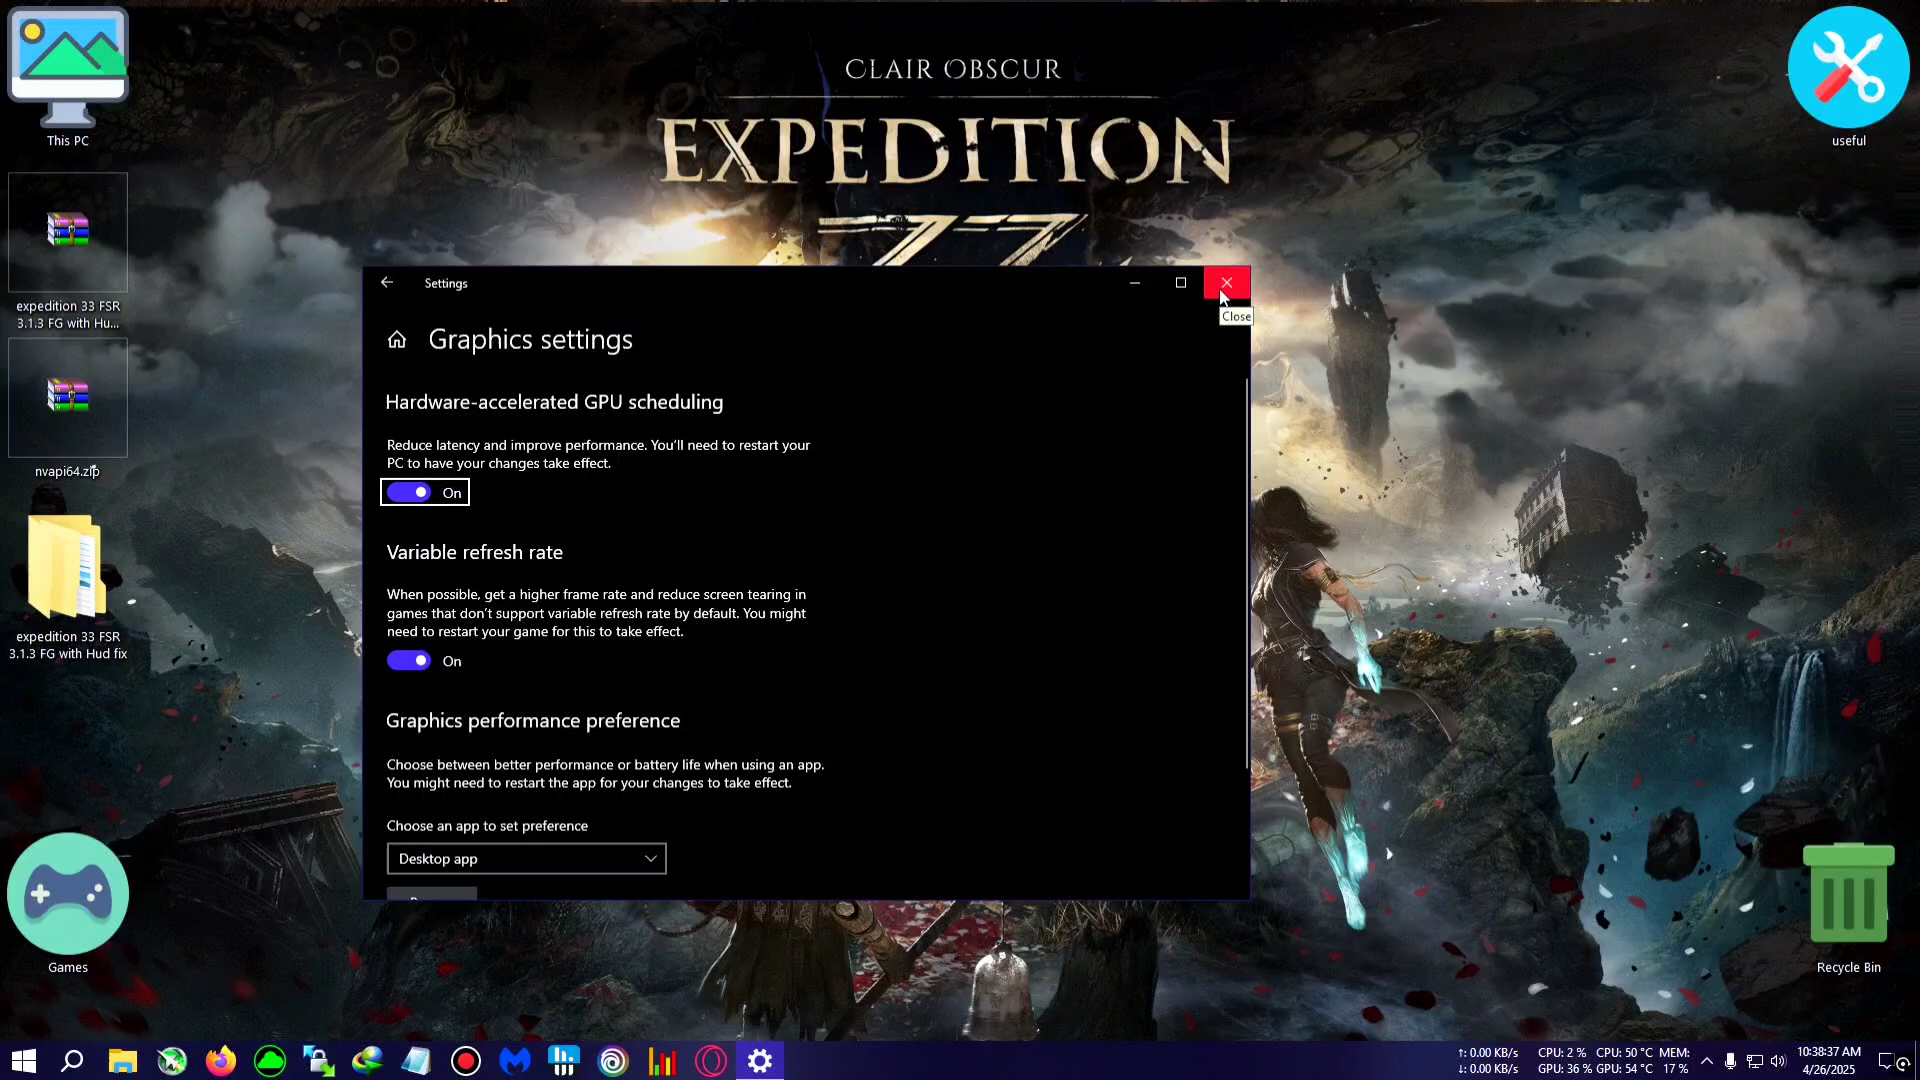 This PC
CLAIR OBSCUR
EXPEDITION
33
useful
expedition 33 FSR
3.1.3 FG with Hu...
nvapi64.zip
expedition 33 FSR
3.1.3 FG with Hud fix
Games
Recycle Bin
Settings
Close
Graphics settings
Hardware-accelerated GPU scheduling
Reduce latency and improve performance. You'll need to restart your
PC to have your changes take effect.
On
Variable refresh rate
When possible, get a higher frame rate and reduce screen tearing in
games that don't support variable refresh rate by default. You might
need to restart your game for this to take effect.
On
Graphics performance preference
Choose between better performance or battery life when using an app.
You might need to restart the app for your changes to take effect.
Choose an app to set preference
Desktop app
↑: 0.00 KB/s CPU: 2 % CPU: 50 °C MEM:
↓: 0.00 KB/s GPU: 36 % GPU: 54 °C 17 %
10:38:37 AM
4/26/2025